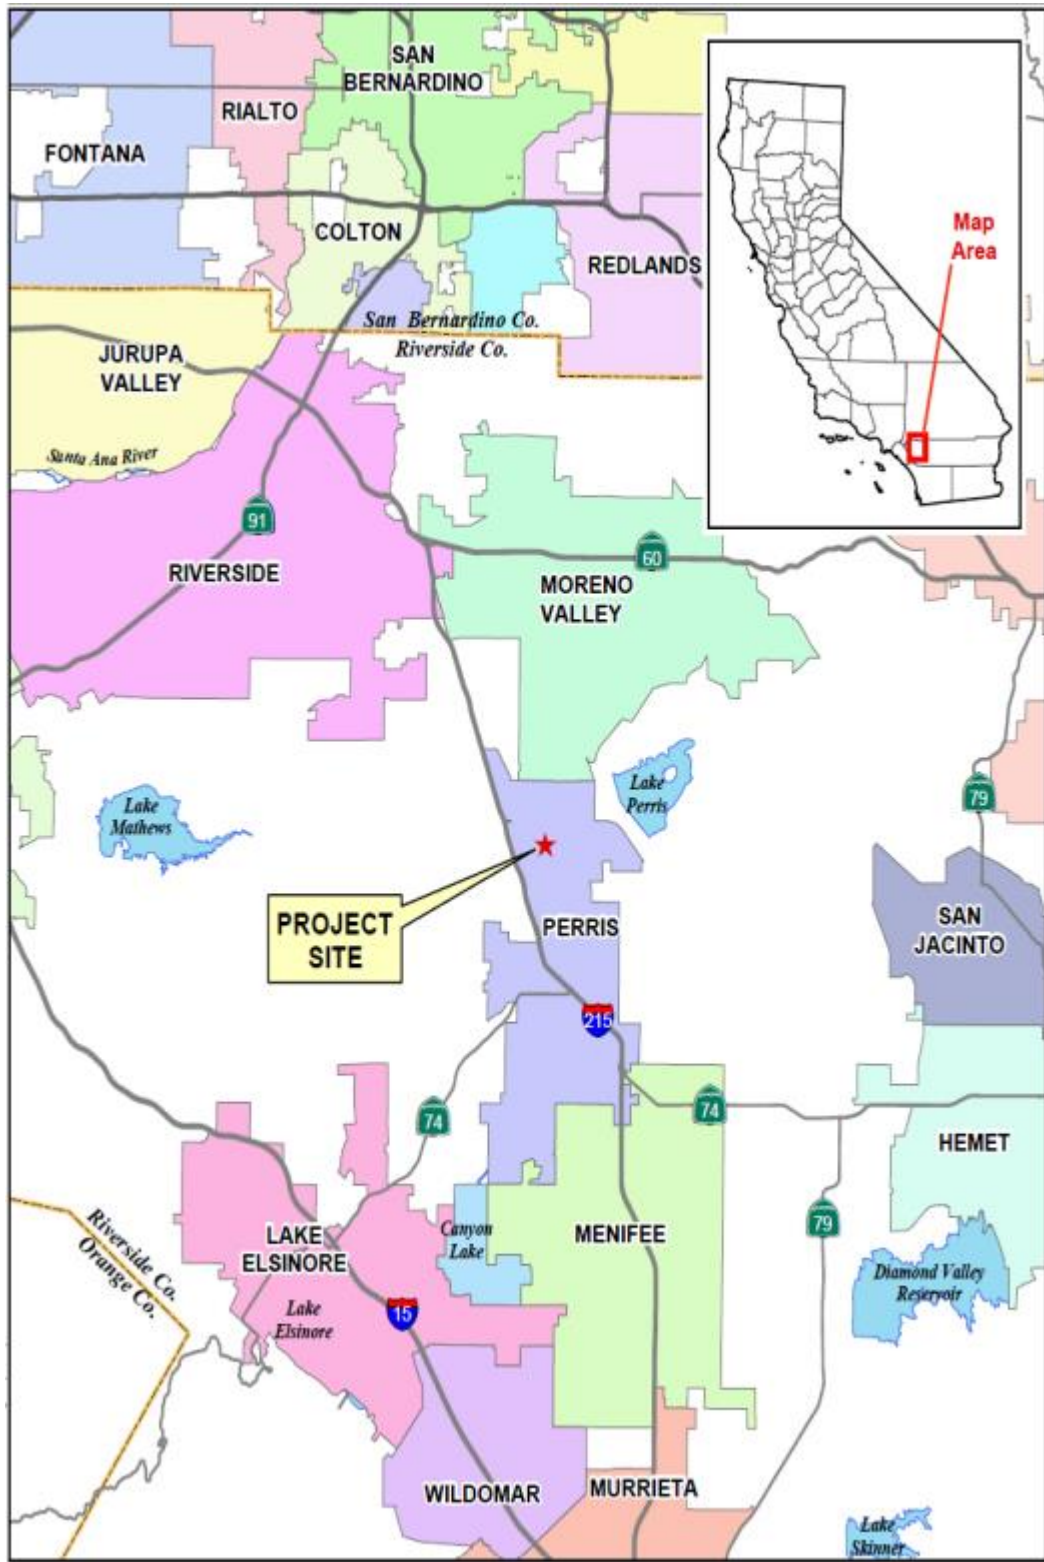 SAN
BERNARDINO
RIALTO
FONTANA
COLTON
REDLANDS
Map
Area
San Bernardino Co.
Riverside Co.
JURUPA
VALLEY
Santa Ana River
91
RIVERSIDE
60
MORENO
VALLEY
Lake
Perris
Lake
Mathews
79
PROJECT
SITE
PERRIS
SAN
JACINTO
215
74
74
HEMET
Riverside Co.
Orange Co.
LAKE
ELSINORE
Canyon
Lake
MENIFEE
79
Diamond Valley
Reservoir
Lake
Elsinore
15
WILDOMAR
MURRIETA
Lake
Skinner